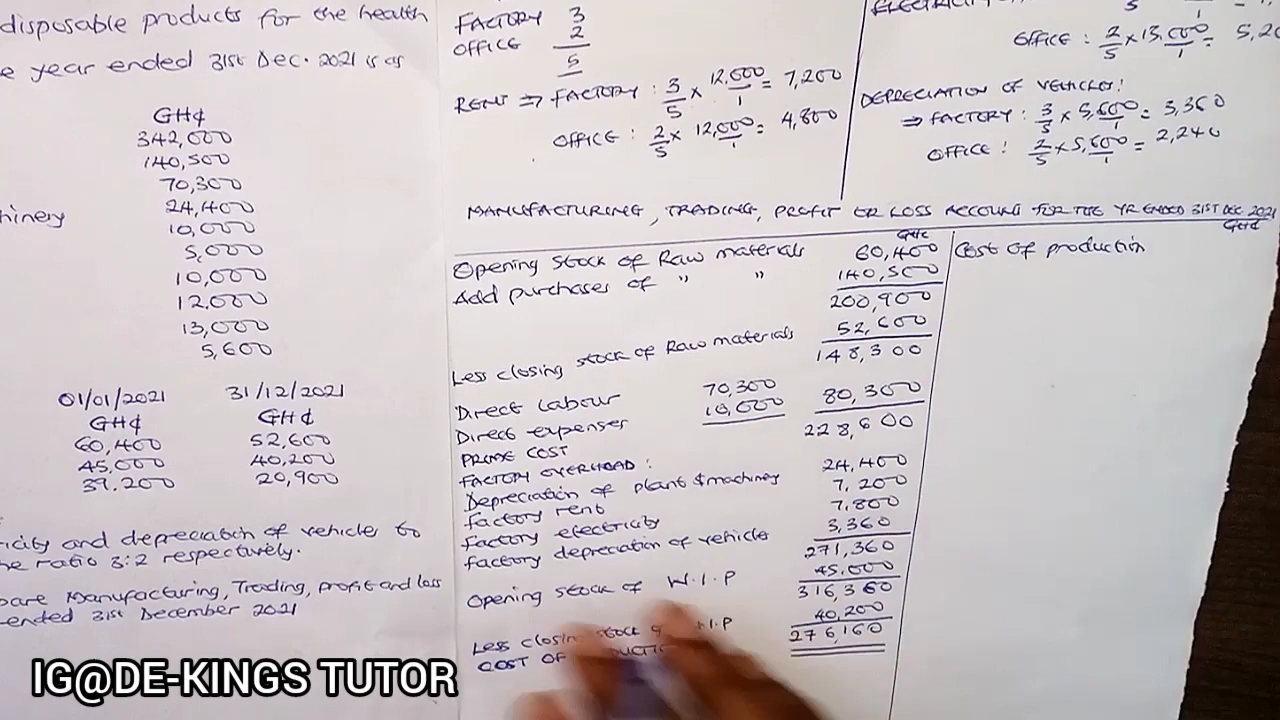 disposable products for the health
e year ended 31st Dec. 2021 is as
GH¢
342,000
140,500
70,300
hinery 24,400
10,000
5,000
10,000
12,000
13,000
5,600
01/01/2021 31/12/2021
GH¢ GH¢
60,400 52,600
45,000 40,200
39,200 20,900
icity and depreciation of vehicles to
he ratio 3:2 respectively.
pare Manufacturing, Trading, profit and loss
ended 31st December 2021
FACTORY 3
OFFICE 2
5
RENT ⇒ FACTORY : 3/5 × 12,000/1 = 7,200
OFFICE : 2/5 × 12,000/1 = 4,800
5 1
OFFICE : 2/5 × 13,000/1 = 5,20
DEPRECIATION OF VEHICLES:
⇒ FACTORY : 3/5 × 5,600/1 = 3,360
OFFICE : 2/5 × 5,600/1 = 2,240
MANUFACTURING, TRADING, PROFIT OR LOSS ACCOUNT FOR THE YR ENDED 31ST DEC 2021
GH¢ GH¢
Opening stock of Raw materials 60,400 Cost of production
Add purchases of " " 140,500
200,900
Less closing stock of Raw materials 52,600
148,300
Direct Labour 70,300
Direct expenses 10,000 80,300
PRIME COST 228,600
FACTORY OVERHEAD :
Depreciation of plant & machinery 24,400
factory rent 7,200
factory electricity 7,800
factory depreciation of vehicle 3,360
271,360
Opening stock of W.I.P 45,000
316,360
Less closing stock I.P 40,200
COST OF 276,160
IG@DE-KINGS TUTOR